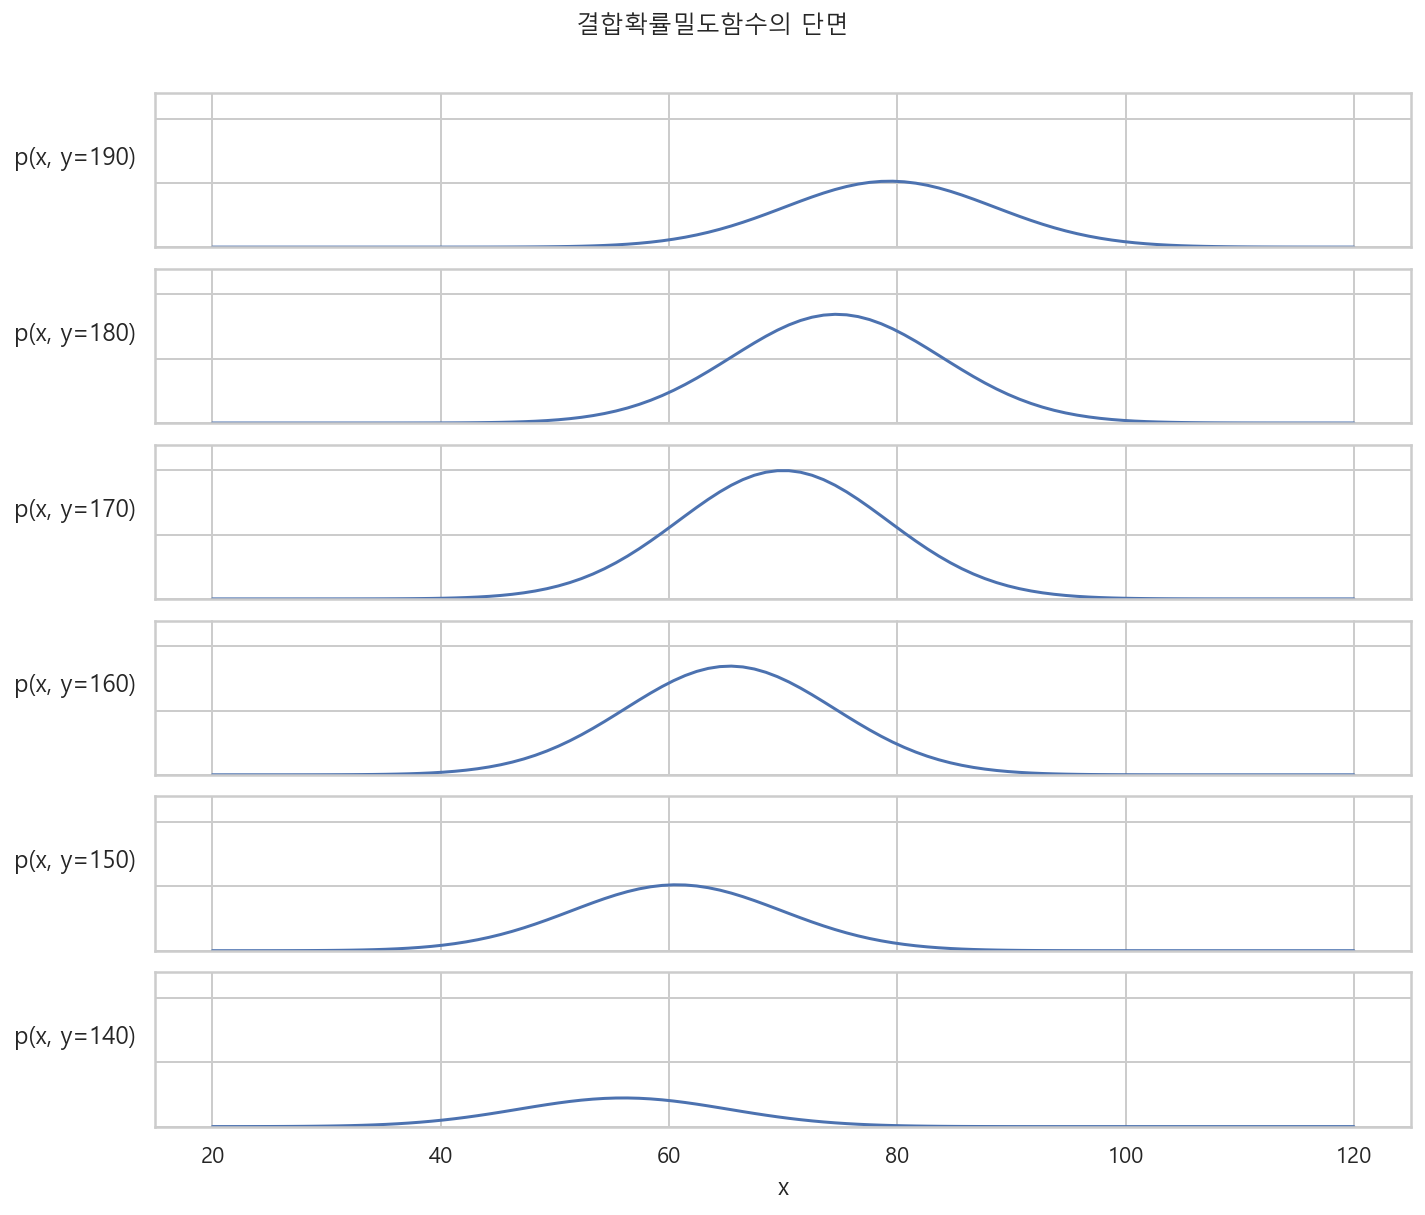 결합확률밀도함수의 단면
p(x, y=190)
p(x, y=180)
p(x, y=170)
p(x, y=160)
p(x, y=150)
p(x, y=140)
20 40 60 80 100 120
x